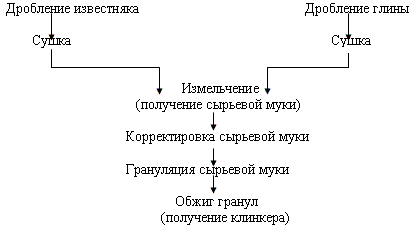 Дробление известняка
Дробление глины
Сушка
Сушка
Измельчение
(получение сырьевой муки)
Корректировка сырьевой муки
Грануляция сырьевой муки
Обжиг гранул
(получение клинкера)